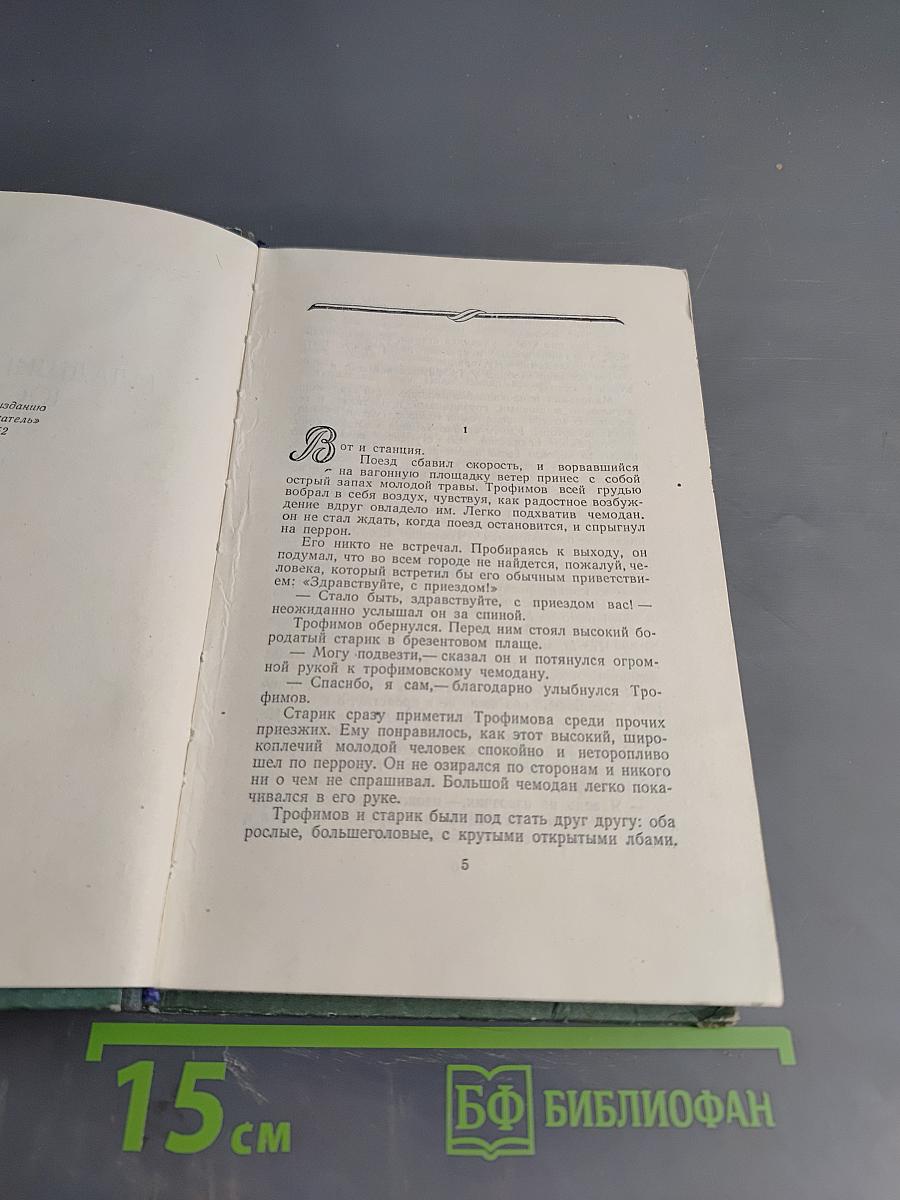 изданию
атель»
2
1
Вот и станция.
Поезд сбавил скорость, и ворвавшийся
на вагонную площадку ветер принес с собой
острый запах молодой травы. Трофимов всей грудью
вобрал в себя воздух, чувствуя, как радостное возбуж-
дение вдруг овладело им. Легко подхватив чемодан.
он не стал ждать, когда поезд остановится, и спрыгнул
на перрон.
Его никто не встречал. Пробираясь к выходу, он
подумал, что во всем городе не найдется, пожалуй, че-
ловека, который встретил бы его обычным приветстви-
ем: «Здравствуйте, с приездом!»
— Стало быть, здравствуйте, с приездом вас! —
неожиданно услышал он за спиной.
Трофимов обернулся. Перед ним стоял высокий бо-
родатый старик в брезентовом плаще.
— Могу подвезти,— сказал он и потянулся огром-
ной рукой к трофимовскому чемодану.
— Спасибо, я сам,— благодарно улыбнулся Тро-
фимов.
Старик сразу приметил Трофимова среди прочих
приезжих. Ему понравилось, как этот высокий, широ-
коплечий молодой человек спокойно и неторопливо
шел по перрону. Он не озирался по сторонам и никого
ни о чем не спрашивал. Большой чемодан легко пока-
чивался в его руке.
Трофимов и старик были под стать друг другу: оба
рослые, большеголовые, с крутыми открытыми лбами.
5
15 см
БФ БИБЛИОФАН